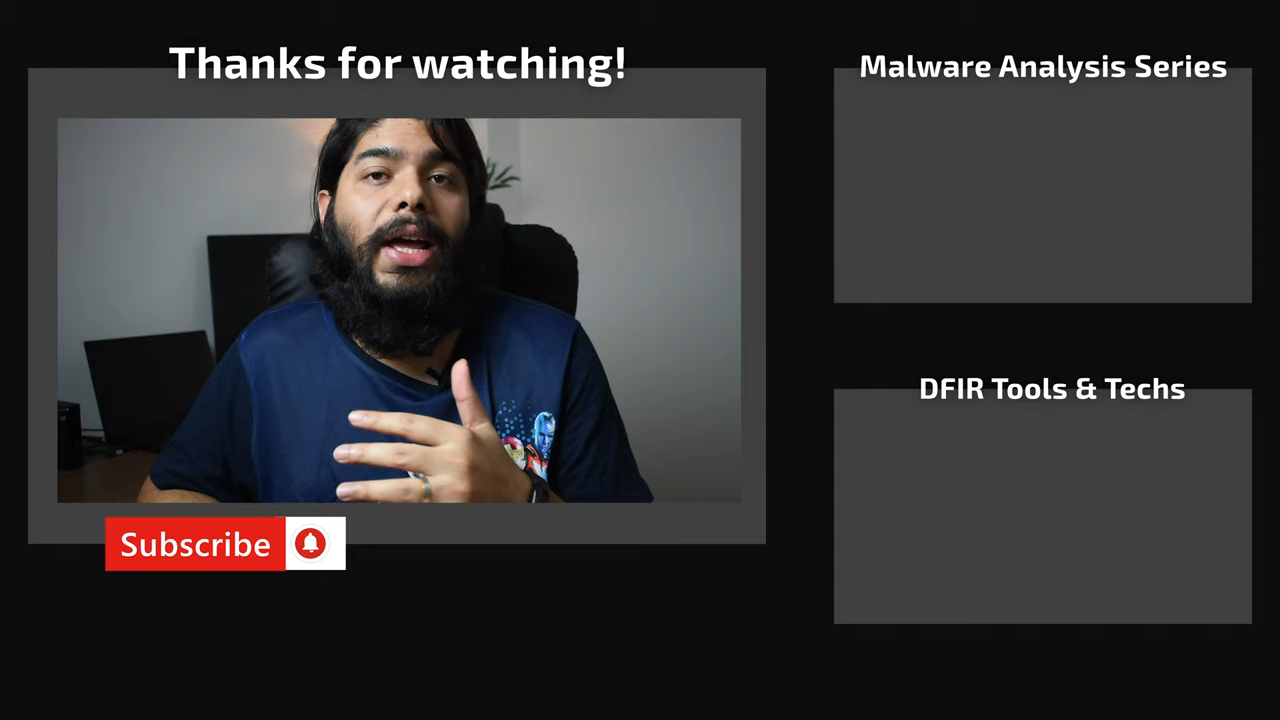 Thanks for watching!
Malware Analysis Series
DFIR Tools & Techs
Subscribe